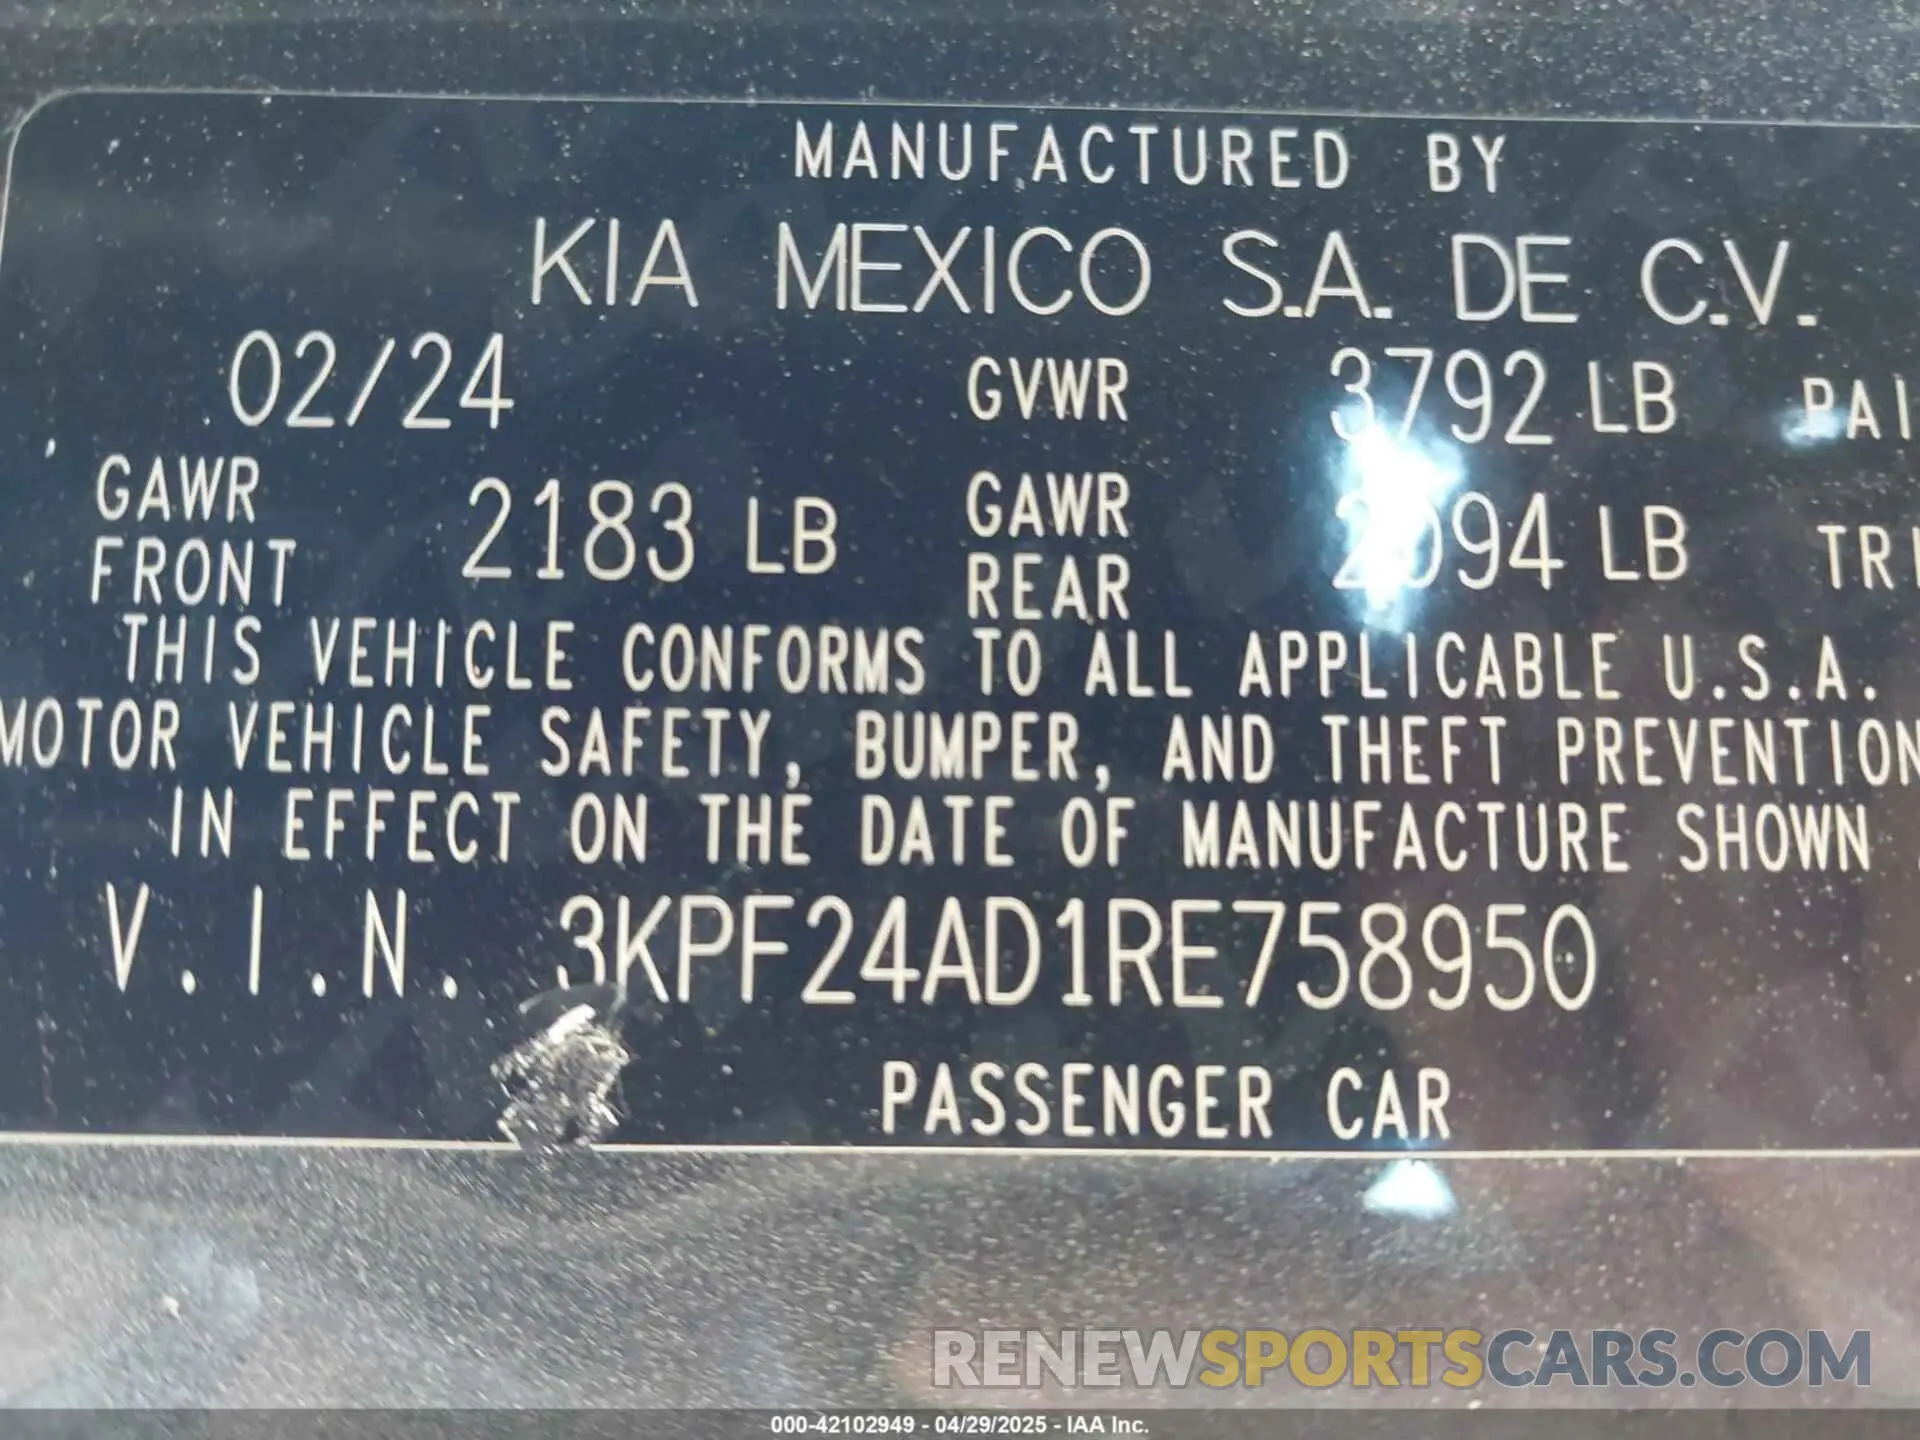 MANUFACTURED BY
KIA MEXICO S.A. DE C.V.
02/24 GVWR 3792 LB
GAWR FRONT 2183 LB GAWR REAR 2094 LB
THIS VEHICLE CONFORMS TO ALL APPLICABLE U.S.A.
MOTOR VEHICLE SAFETY, BUMPER, AND THEFT PREVENTION
IN EFFECT ON THE DATE OF MANUFACTURE SHOWN
V.I.N. 3KPF24AD1RE758950
PASSENGER CAR
RENEWSPORTSCARS.COM
000-42102949 - 04/29/2025 - IAA Inc.